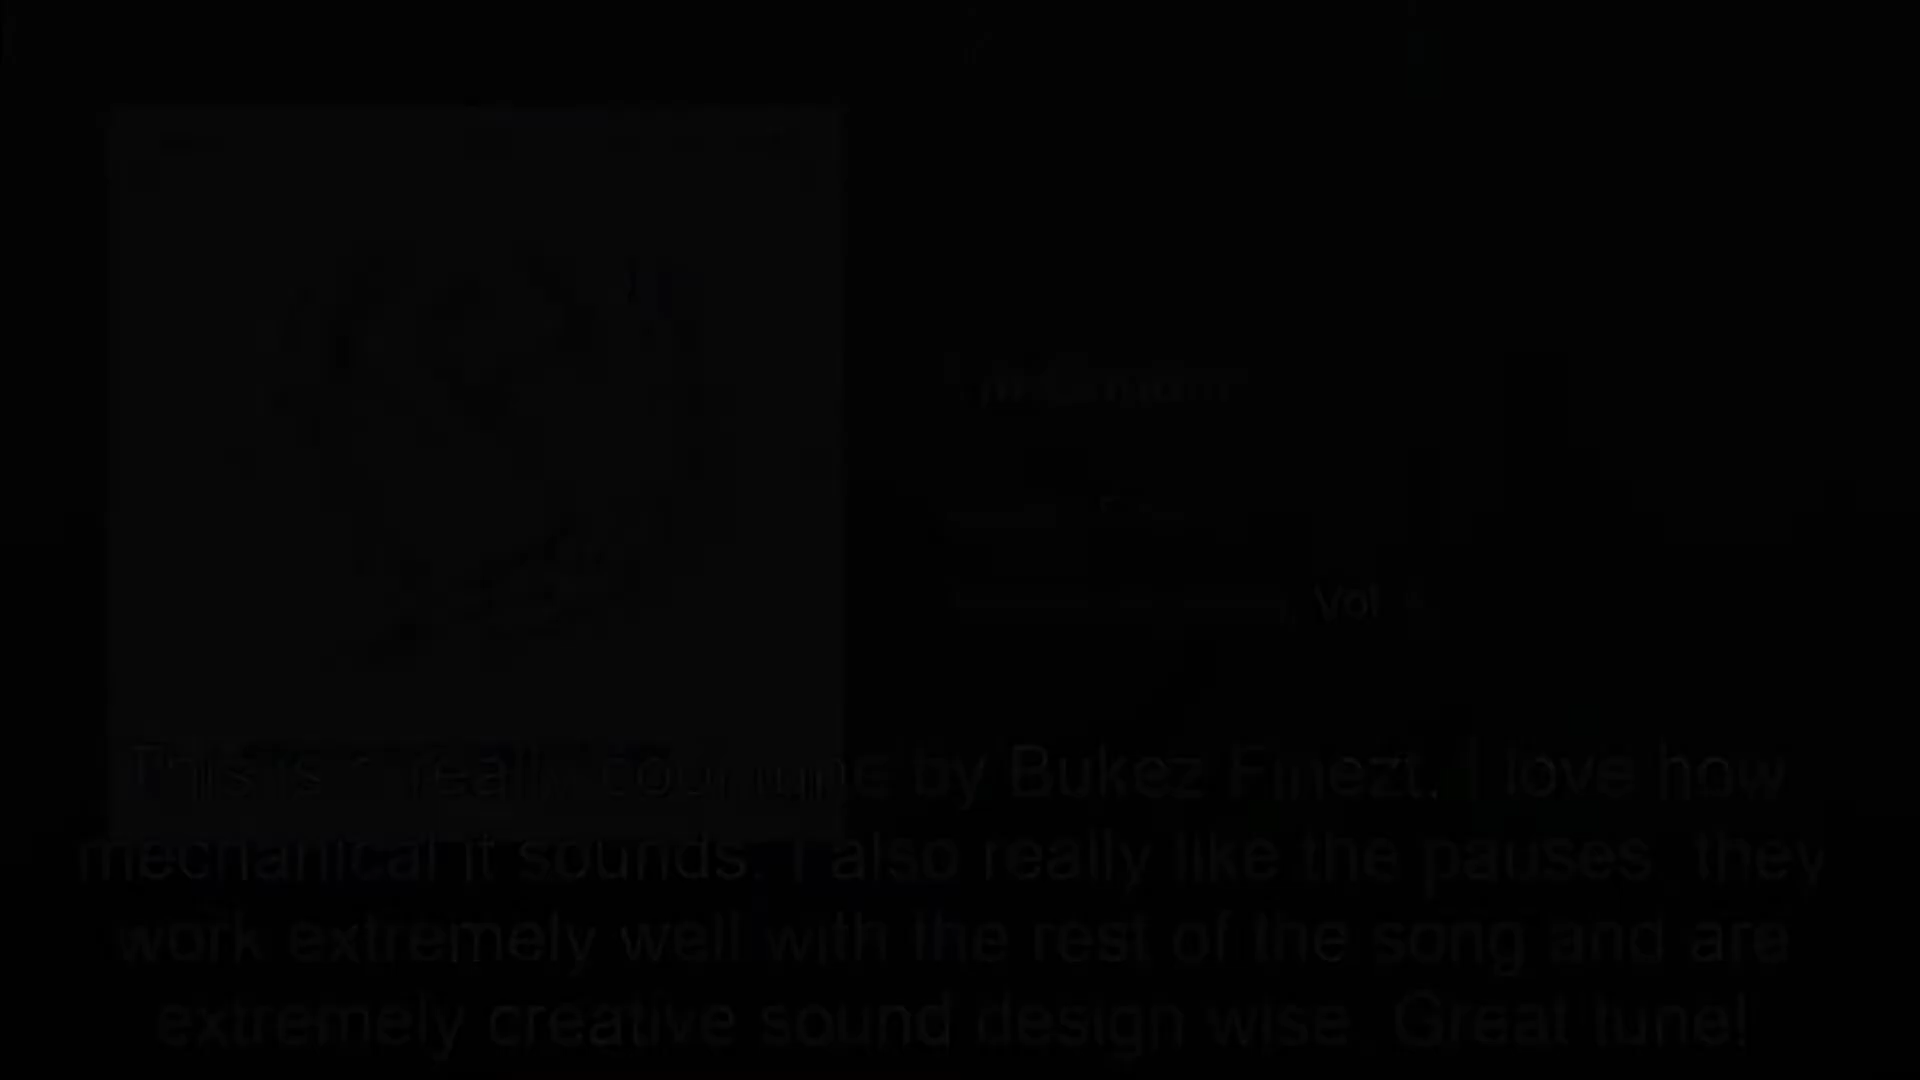 Vol
This is a really cool tune by Bukez Finezt. I love how
mechanical it sounds. I also really like the pauses, they
work extremely well with the rest of the song and are
extremely creative sound design wise. Great tune!